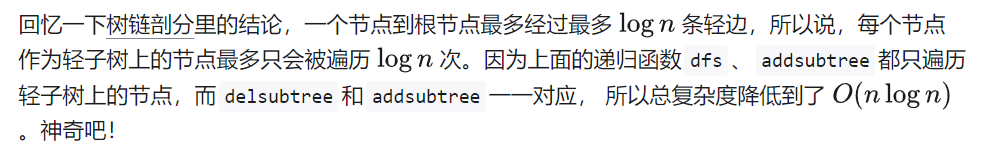 回忆一下树链剖分里的结论，一个节点到根节点最多经过最多 log n 条轻边，所以说，每个节点
作为轻子树上的节点最多只会被遍历 log n 次。因为上面的递归函数 dfs 、 addsubtree 都只遍历
轻子树上的节点，而 delsubtree 和 addsubtree 一一对应， 所以总复杂度降低到了 O(n log n)
。神奇吧！